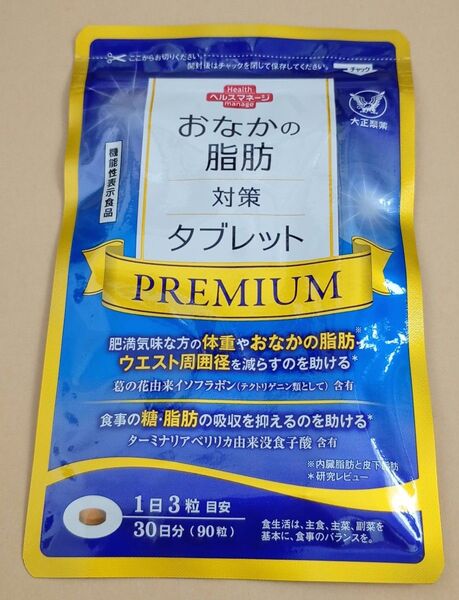 ここからお切りください。
開封後はチャックを閉じて保存してください。
チャック
Health
ヘルスマネージ
manage
大正製薬
おなかの
脂肪
対策
タブレット
機能性表示食品
PREMIUM
肥満気味な方の体重やおなかの脂肪※、
ウエスト周囲径を減らすのを助ける*
葛の花由来イソフラボン(テクトリゲニン類として)含有
食事の糖・脂肪の吸収を抑えるのを助ける*
ターミナリアベリリカ由来没食子酸 含有
※内臓脂肪と皮下脂肪
*研究レビュー
1日3粒 目安
30日分(90粒)
食生活は、主食、主菜、副菜を
基本に、食事のバランスを。